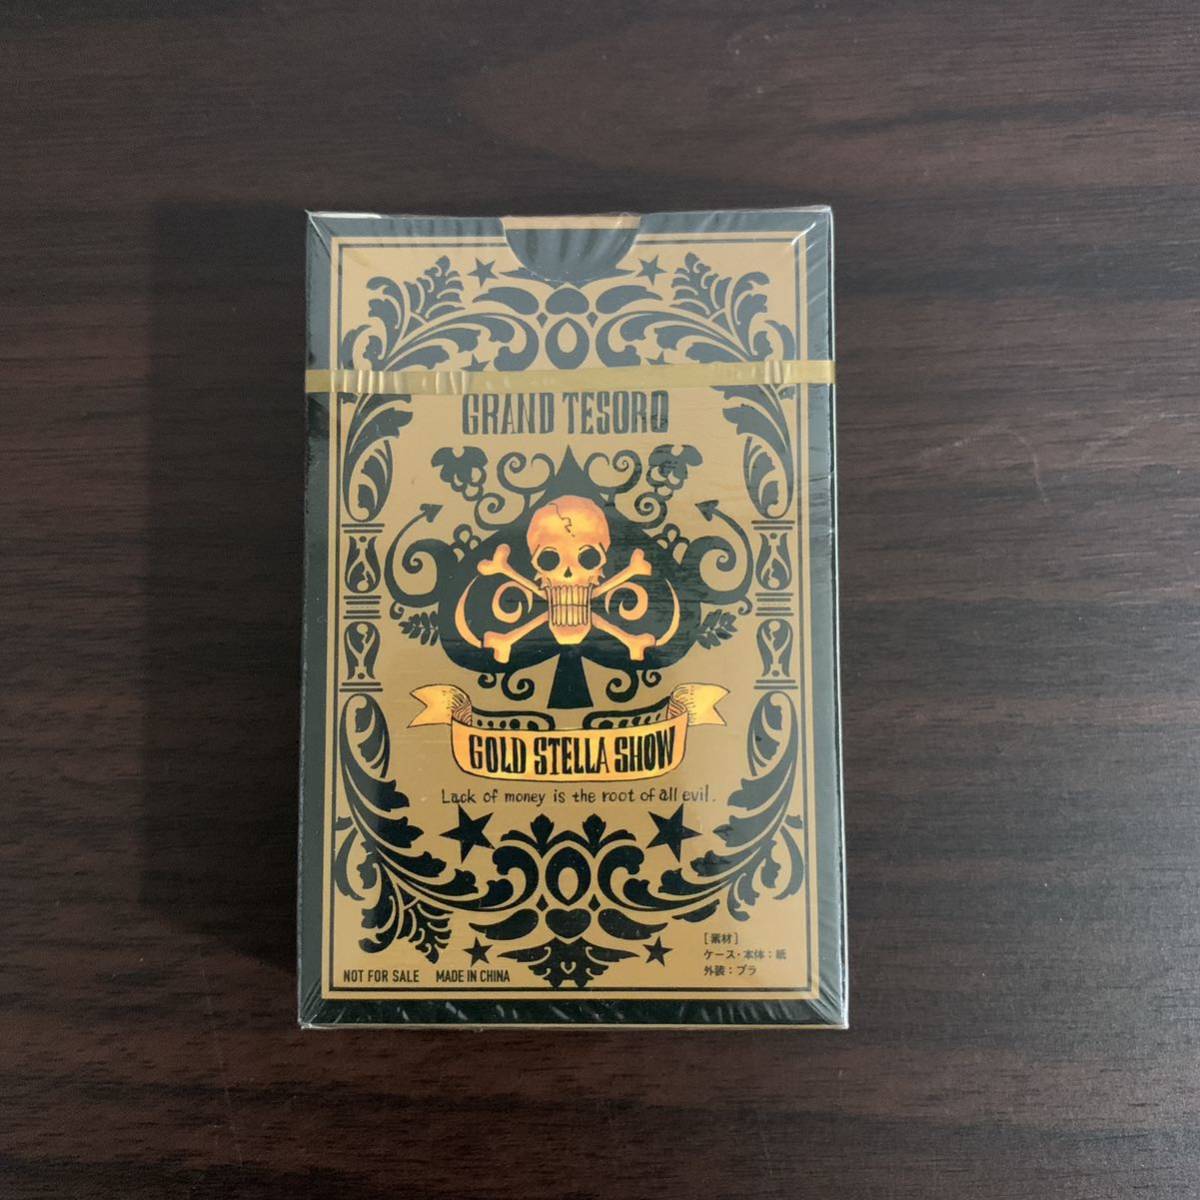 GRAND TESORO
GOLD STELLA SHOW
Lack of money is the root of all evil.
[素材]
ケース・本体：紙
外装：プラ
NOT FOR SALE MADE IN CHINA